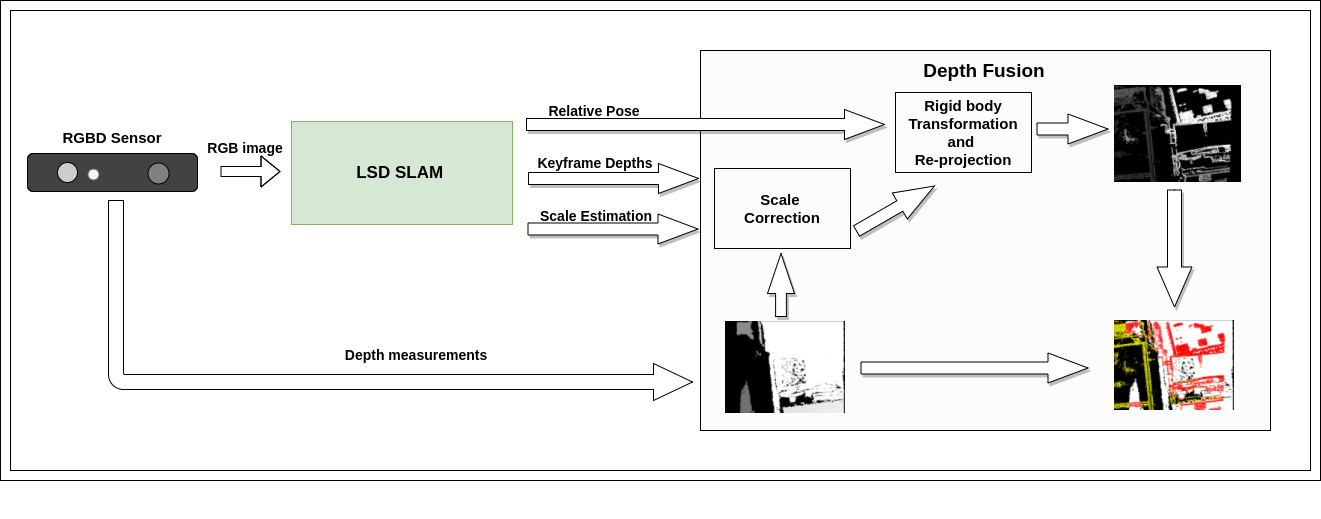 Depth Fusion
RGBD Sensor
RGB image
LSD SLAM
Relative Pose
Keyframe Depths
Scale Estimation
Rigid body
Transformation
and
Re-projection
Scale
Correction
Depth measurements